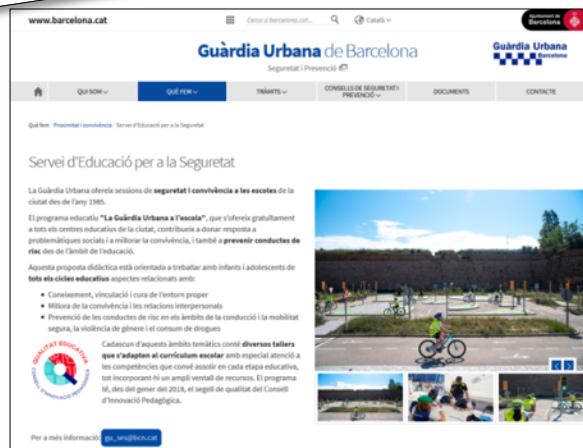 www.barcelona.cat
Cerca a barcelona.cat...
Català
Ajuntament de
Barcelona
Guàrdia Urbana de Barcelona
Seguretat i Prevenció
Guàrdia Urbana
Barcelona
QUI SOM
QUÈ FEM
TRÀMITS
CONSELLS DE SEGURETAT I
PREVENCIÓ
DOCUMENTS
CONTACTE
Què fem · Proximitat i convivència · Servei d'Educació per a la Seguretat
Servei d'Educació per a la Seguretat
La Guàrdia Urbana ofereix sessions de seguretat i convivència a les escoles de la
ciutat des de l'any 1985.
El programa educatiu "La Guàrdia Urbana a l'escola", que s'ofereix gratuïtament
a tots els centres educatius de la ciutat, contribueix a donar resposta a
problemàtiques socials i a millorar la convivència, i també a prevenir conductes de
risc des de l'àmbit de l'educació.
Aquesta proposta didàctica està orientada a treballar amb infants i adolescents de
tots els cicles educatius aspectes relacionats amb:
• Coneixement, vinculació i cura de l'entorn proper
• Millora de la convivència i les relacions interpersonals
• Prevenció de les conductes de risc en els àmbits de la conducció i la mobilitat
segura, la violència de gènere i el consum de drogues
QUALITAT EDUCATIVA
CONSELL D'INNOVACIÓ PEDAGÒGICA
Cadascun d'aquests àmbits temàtics conté diversos tallers
que s'adapten al currículum escolar amb especial atenció a
les competències que convé assolir en cada etapa educativa,
tot incorporant-hi un ampli ventall de recursos. El programa
té, des del gener del 2018, el segell de qualitat del Consell
d'Innovació Pedagògica.
Per a més informació: gu_ses@bcn.cat